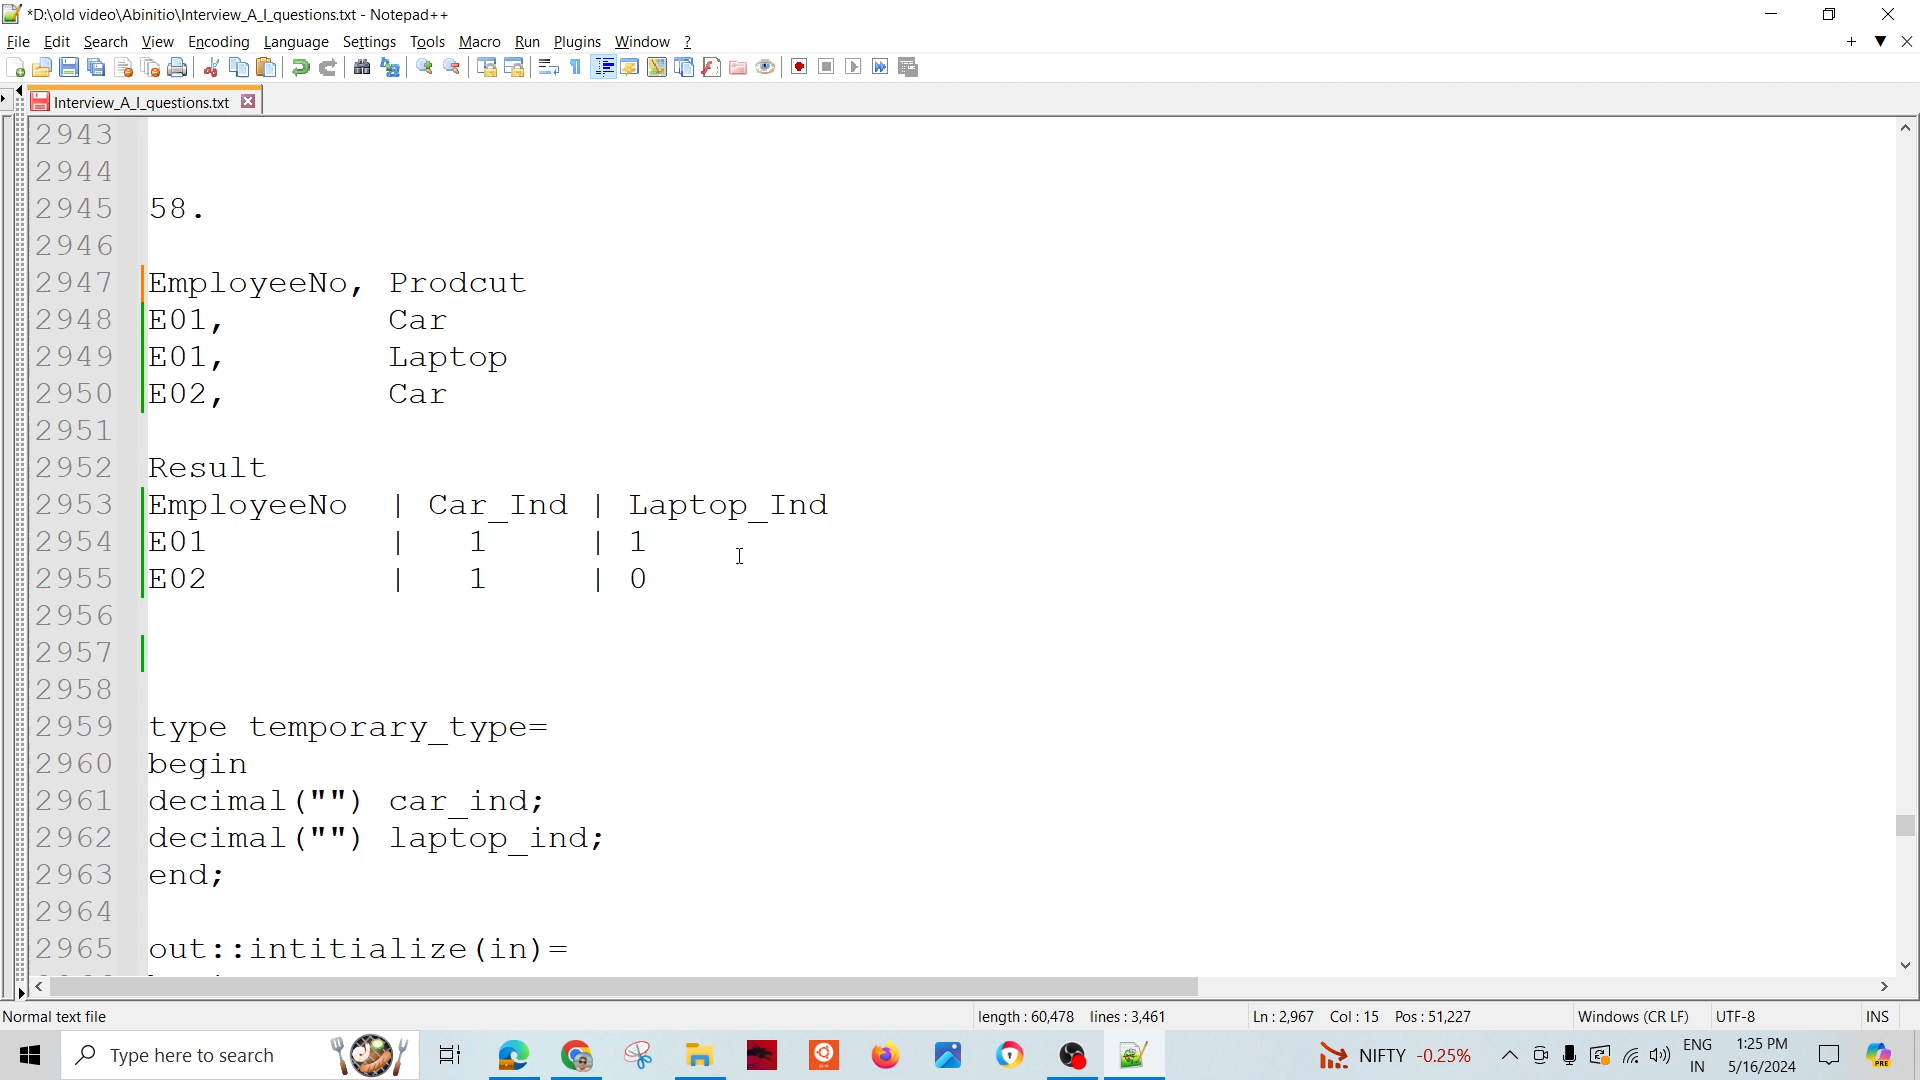 *D:\old video\Abinitio\Interview_A_I_questions.txt - Notepad++
File Edit Search View Encoding Language Settings Tools Macro Run Plugins Window ?
Interview_A_I_questions.txt
2943
2944
2945 58.
2946
2947 EmployeeNo, Prodcut
2948 E01, Car
2949 E01, Laptop
2950 E02, Car
2951
2952 Result
2953 EmployeeNo | Car_Ind | Laptop_Ind
2954 E01 | 1 | 1
2955 E02 | 1 | 0
2956
2957
2958
2959 type temporary_type=
2960 begin
2961 decimal("") car_ind;
2962 decimal("") laptop_ind;
2963 end;
2964
2965 out::intitialize(in)=
Normal text file length : 60,478 lines : 3,461 Ln : 2,967 Col : 15 Pos : 51,227 Windows (CR LF) UTF-8 INS
Type here to search NIFTY -0.25% ENG IN 1:25 PM 5/16/2024 PRE